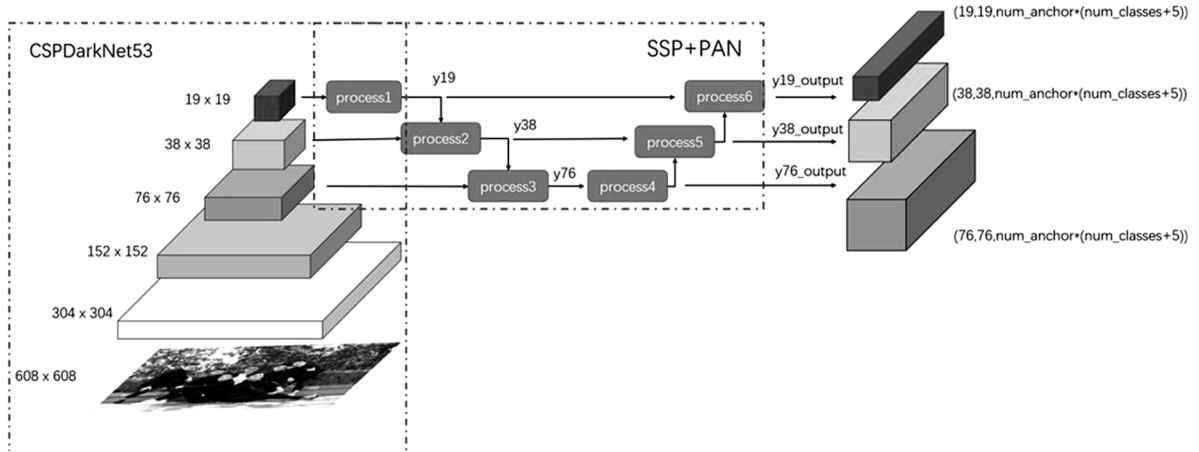 CSPDarkNet53
SSP+PAN
(19,19,num_anchor*(num_classes+5))
y19
y19_output
19 x 19
process1
process6
(38,38,num_anchor*(num_classes+5))
y38
y38_output
38 x 38
process2
process5
y76
y76_output
76 x 76
process3
process4
(76,76,num_anchor*(num_classes+5))
152 x 152
304 x 304
608 x 608